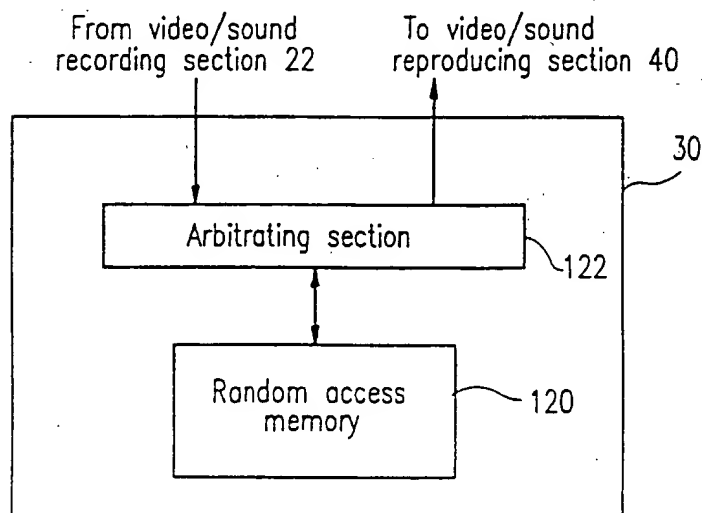 From video/sound
recording section 22
To video/sound
reproducing section 40
30
Arbitrating section
122
Random access
memory
120